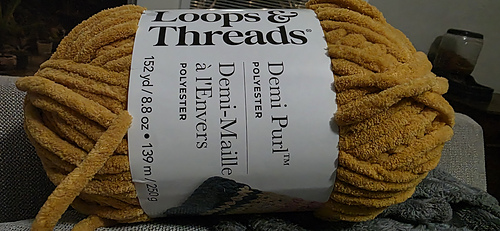 Loops &
Threads®
Demi Purl™
POLYESTER
Demi-Maille
à l'Envers
POLYESTER
152 yd / 8.8 oz • 139 m / 250 g